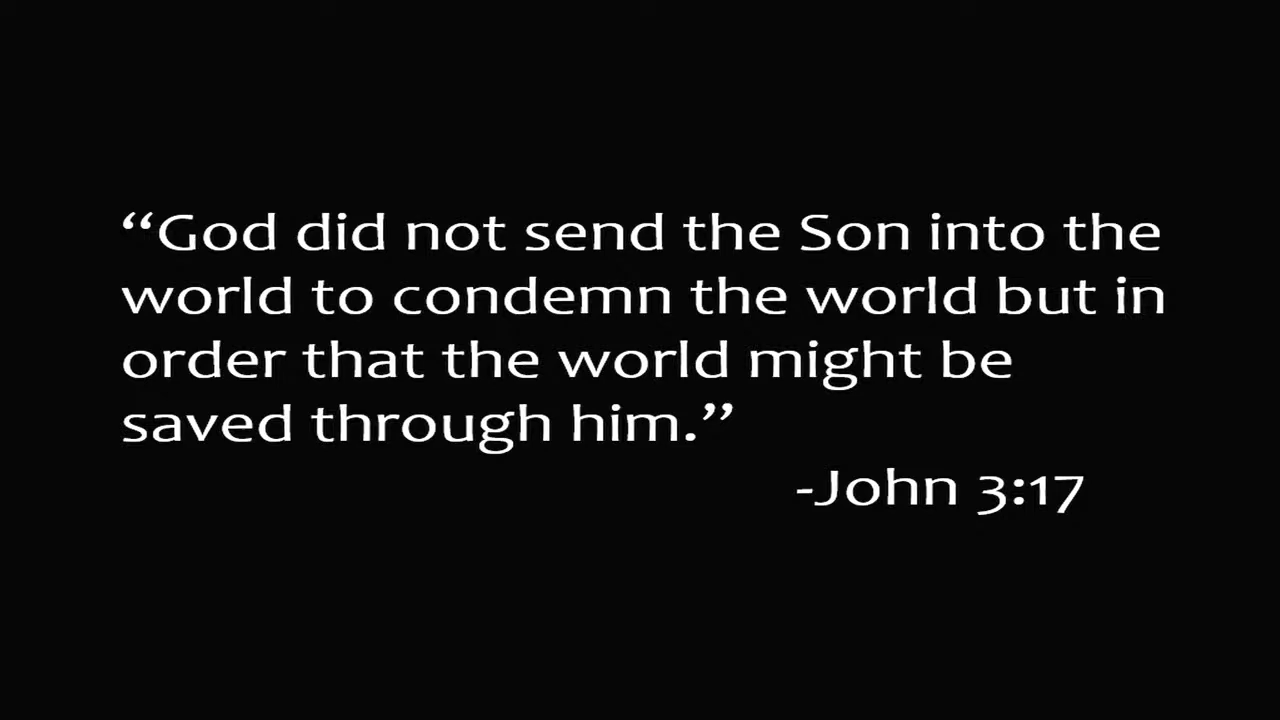 “God did not send the Son into the
world to condemn the world but in
order that the world might be
saved through him.”
-John 3:17